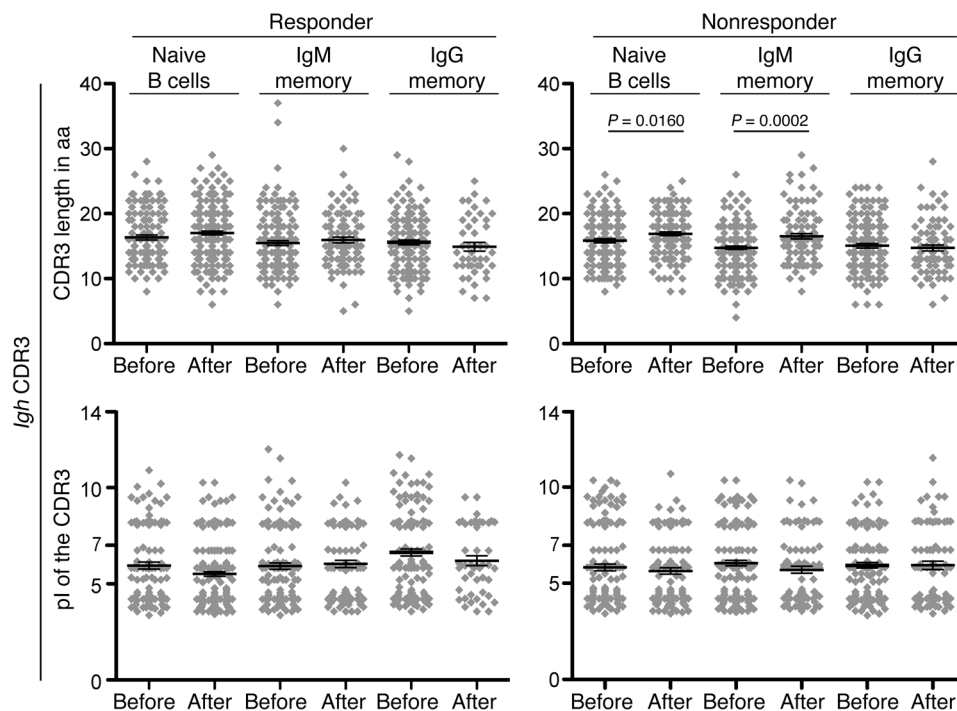 Responder Nonresponder
Naive B cells IgM memory IgG memory Naive B cells IgM memory IgG memory
P = 0.0160 P = 0.0002
Igh CDR3
CDR3 length in aa
40
30
20
10
0
40
30
20
10
0
Before After Before After Before After Before After Before After Before After
pI of the CDR3
14
10
7
5
0
14
10
7
5
0
Before After Before After Before After Before After Before After Before After